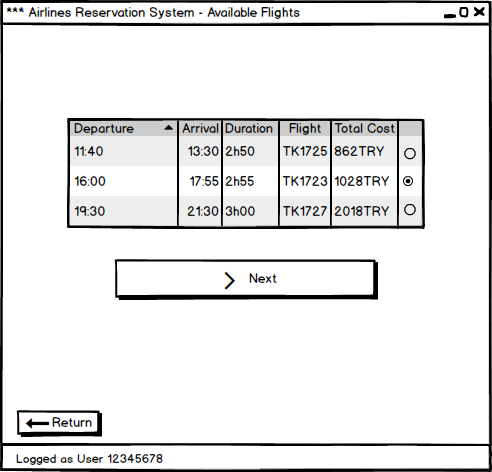 *** Airlines Reservation System - Available Flights
Departure Arrival Duration Flight Total Cost
11:40 13:30 2h50 TK1725 862TRY
16:00 17:55 2h55 TK1723 1028TRY
19:30 21:30 3h00 TK1727 2018TRY
Next
Return
Logged as User 12345678